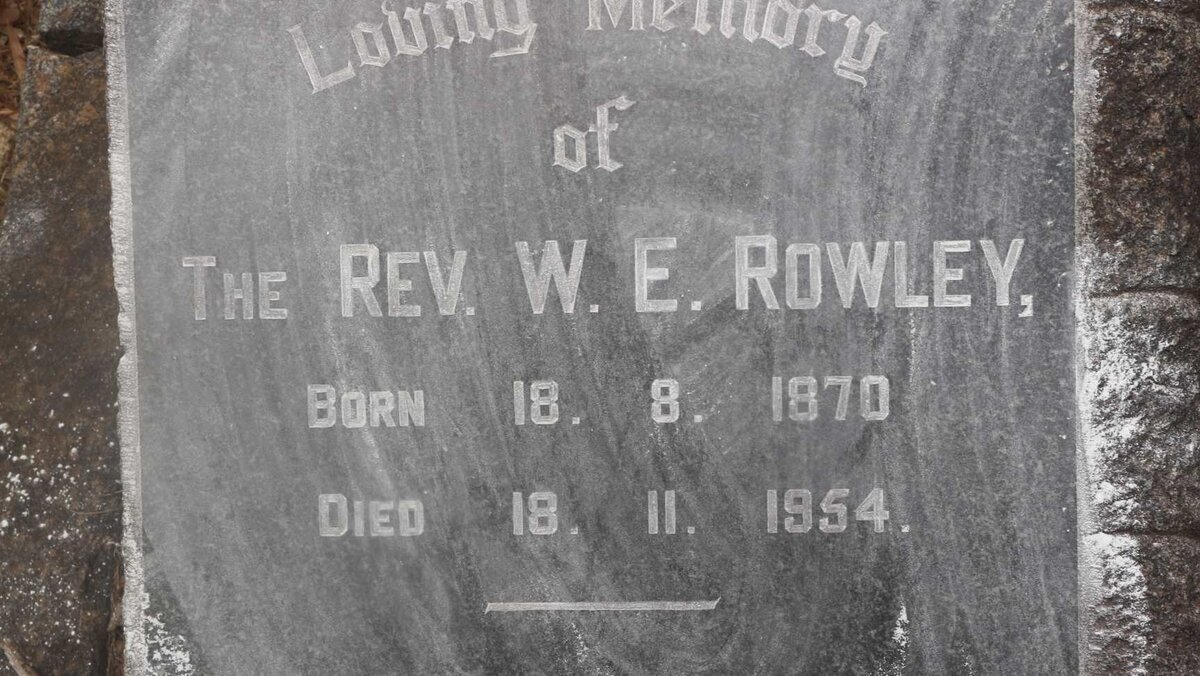 Loving Memory
of
THE REV. W. E. ROWLEY,
BORN 18. 8. 1870
DIED 18. 11. 1954.